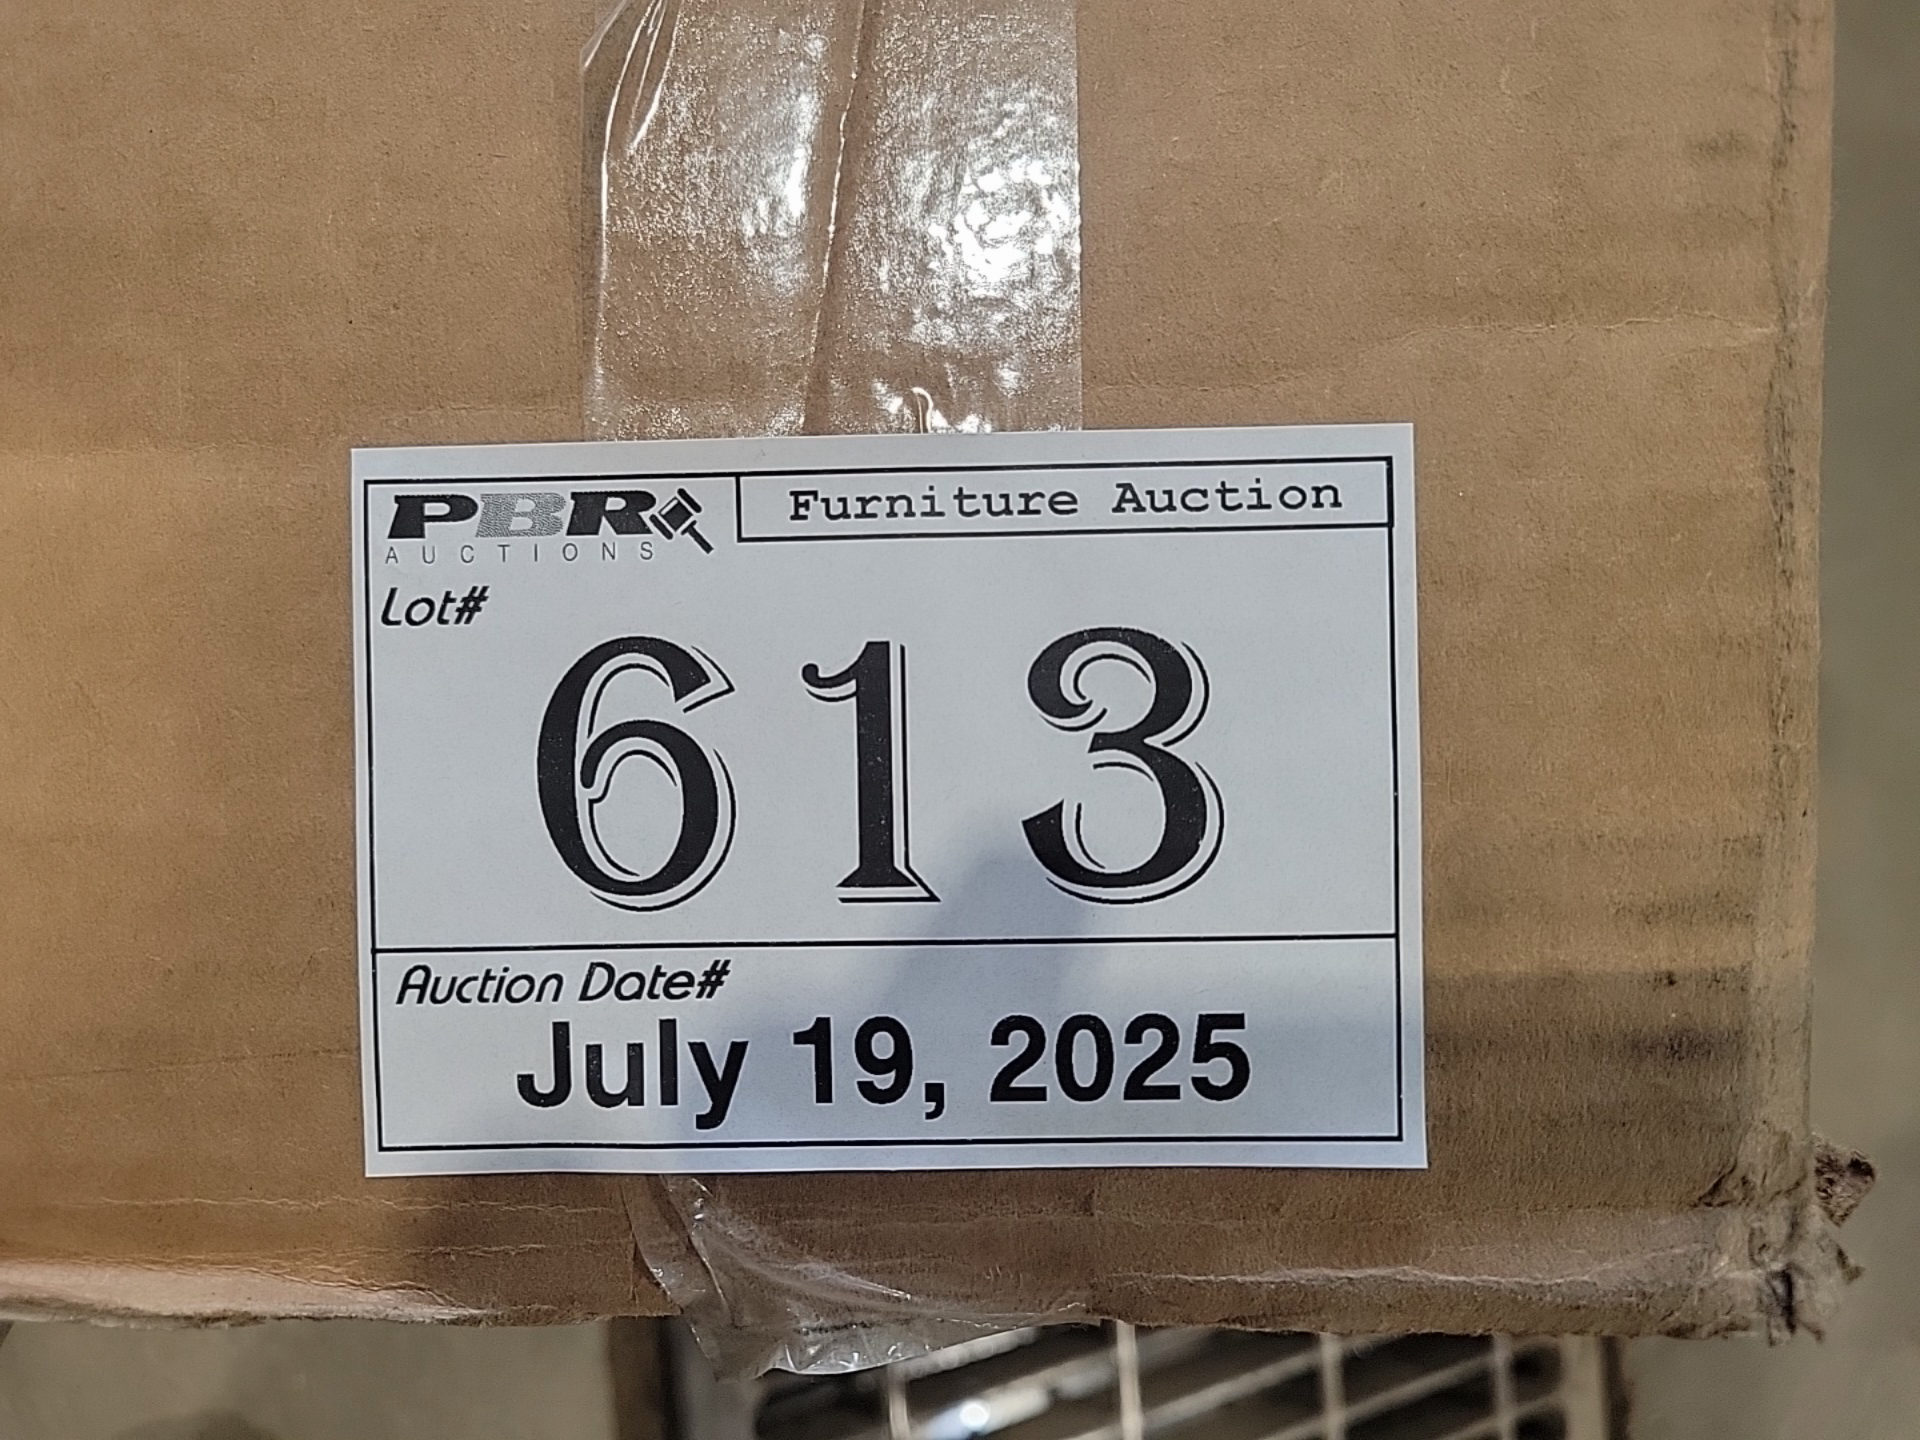 PBR
AUCTIONS
Furniture Auction
Lot#
613
Auction Date#
July 19, 2025